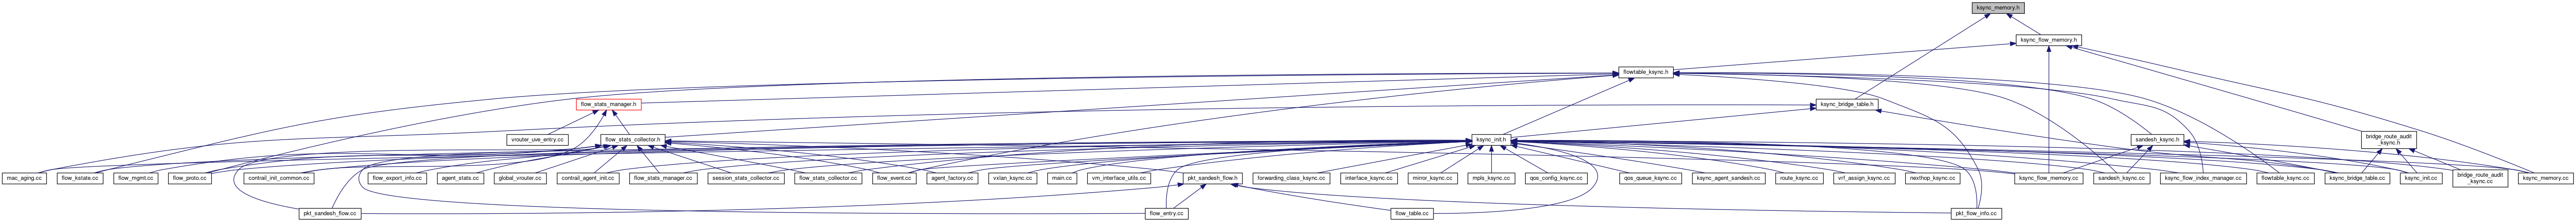 ksync_memory.h
ksync_flow_memory.h
flowtable_ksync.h
flow_stats_manager.h
ksync_bridge_table.h
vrouter_uve_entry.cc
flow_stats_collector.h
ksync_init.h
sandesh_ksync.h
bridge_route_audit
_ksync.h
mac_aging.cc
flow_kstate.cc
flow_mgmt.cc
flow_proto.cc
contrail_init_common.cc
flow_export_info.cc
agent_stats.cc
global_vrouter.cc
contrail_agent_init.cc
flow_stats_manager.cc
session_stats_collector.cc
flow_stats_collector.cc
flow_event.cc
agent_factory.cc
vxlan_ksync.cc
main.cc
vm_interface_utils.cc
pkt_sandesh_flow.h
forwarding_class_ksync.cc
interface_ksync.cc
mirror_ksync.cc
mpls_ksync.cc
qos_config_ksync.cc
qos_queue_ksync.cc
ksync_agent_sandesh.cc
route_ksync.cc
vrf_assign_ksync.cc
nexthop_ksync.cc
ksync_flow_memory.cc
sandesh_ksync.cc
ksync_flow_index_manager.cc
flowtable_ksync.cc
ksync_bridge_table.cc
ksync_init.cc
bridge_route_audit
_ksync.cc
ksync_memory.cc
pkt_sandesh_flow.cc
flow_entry.cc
flow_table.cc
pkt_flow_info.cc